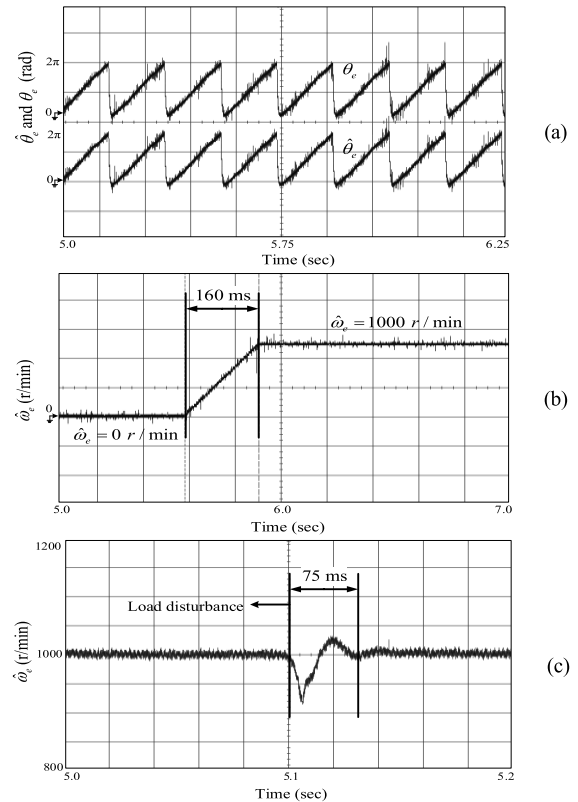 θ̂ₑ and θₑ (rad)
2π
0
2π
0
θₑ
θ̂ₑ
5.0 5.75 6.25
Time (sec)
(a)
ω̂ₑ (r/min)
160 ms
ω̂ₑ = 1000 r / min
0
ω̂ₑ = 0 r / min
5.0 6.0 7.0
Time (sec)
(b)
ω̂ₑ (r/min)
1200
75 ms
Load disturbance
1000
800
5.0 5.1 5.2
Time (sec)
(c)